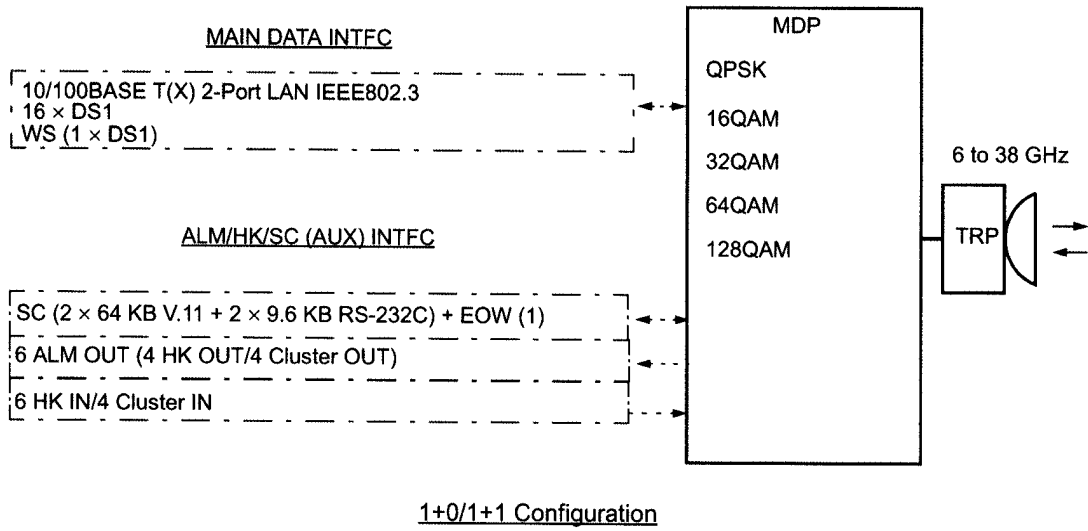 MAIN DATA INTFC
10/100BASE T(X) 2-Port LAN IEEE802.3
16 × DS1
WS (1 × DS1)
ALM/HK/SC (AUX) INTFC
SC (2 × 64 KB V.11 + 2 × 9.6 KB RS-232C) + EOW (1)
6 ALM OUT (4 HK OUT/4 Cluster OUT)
6 HK IN/4 Cluster IN
MDP
QPSK
16QAM
32QAM
64QAM
128QAM
6 to 38 GHz
TRP
1+0/1+1 Configuration